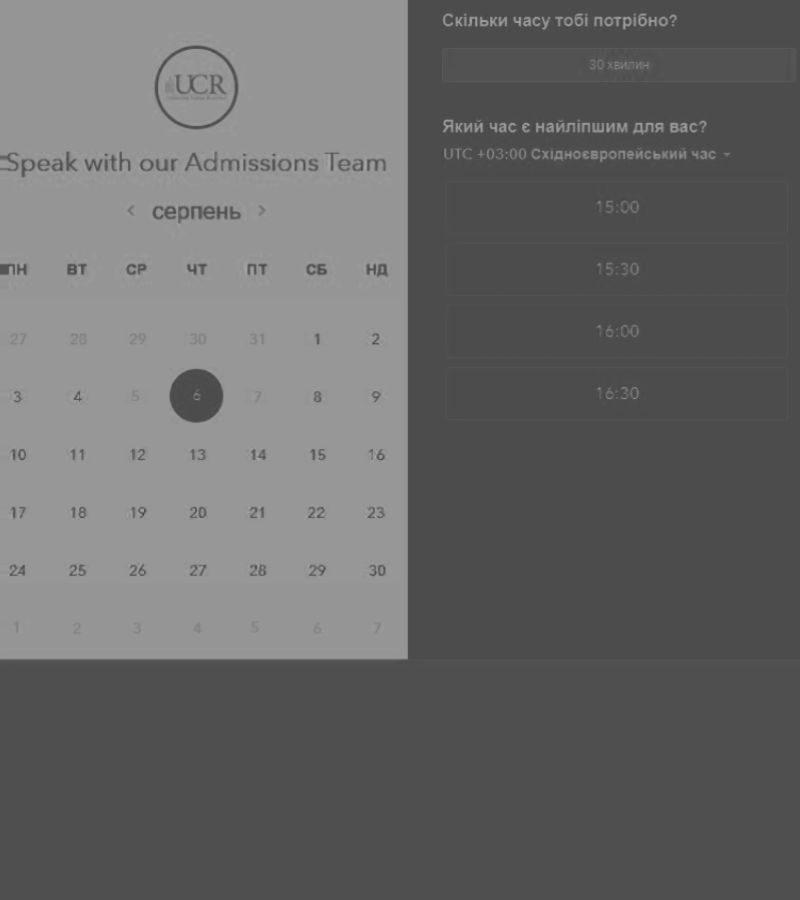 UCR
Speak with our Admissions Team
‹ серпень ›
ПН ВТ СР ЧТ ПТ СБ НД
27 28 29 30 31 1 2
3 4 5 6 7 8 9
10 11 12 13 14 15 16
17 18 19 20 21 22 23
24 25 26 27 28 29 30
1 2 3 4 5 6 7
Скільки часу тобі потрібно?
30 хвилин
Який час є найліпшим для вас?
UTC +03:00 Східноєвропейський час
15:00
15:30
16:00
16:30